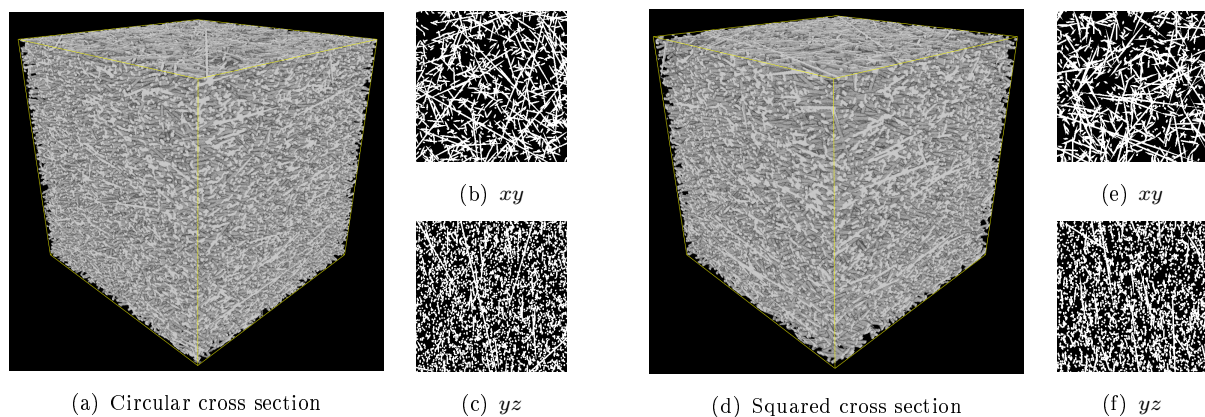 (b) xy
(e) xy
(a) Circular cross section
(c) yz
(d) Squared cross section
(f) yz